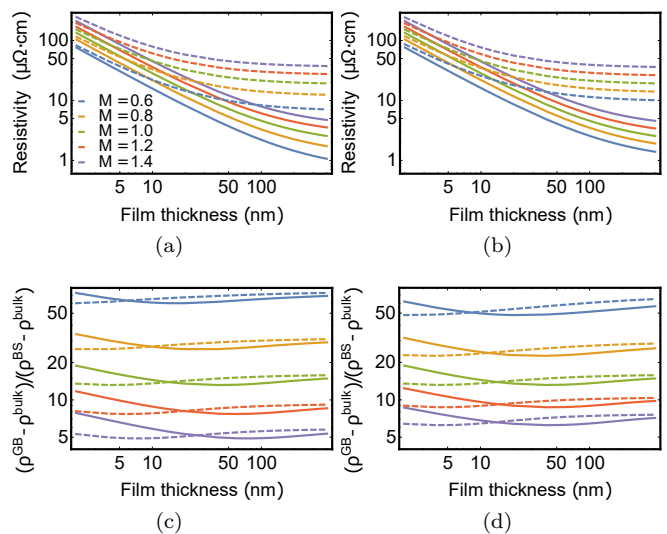 Resistivity (μΩ·cm)
100
50
10
5
1
M = 0.6
M = 0.8
M = 1.0
M = 1.2
M = 1.4
5 10 50 100
Film thickness (nm)
(a)
Resistivity (μΩ·cm)
100
50
10
5
1
5 10 50 100
Film thickness (nm)
(b)
(ρ^GB - ρ^bulk)/(ρ^BS - ρ^bulk)
50
20
10
5
5 10 50 100
Film thickness (nm)
(c)
(ρ^GB - ρ^bulk)/(ρ^BS - ρ^bulk)
50
20
10
5
5 10 50 100
Film thickness (nm)
(d)